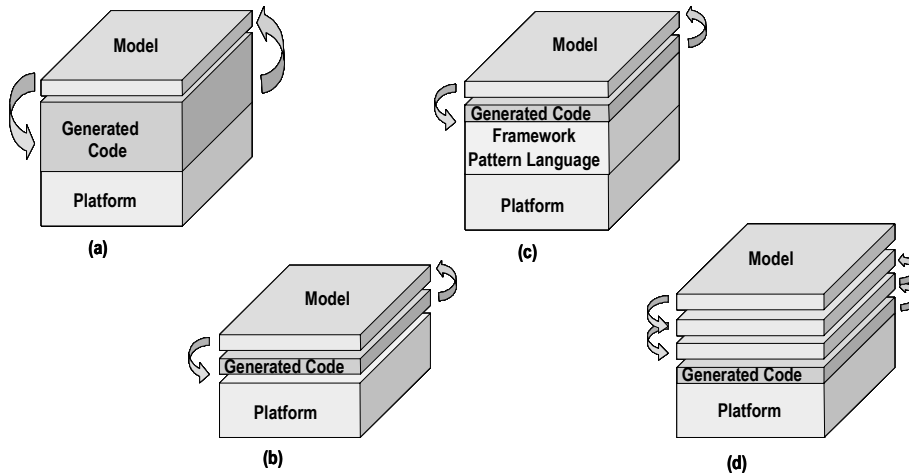 Model
Generated
Code
Platform
(a)
Model
Generated Code
Framework
Pattern Language
Platform
(c)
Model
Generated Code
Platform
(b)
Model
Generated Code
Platform
(d)